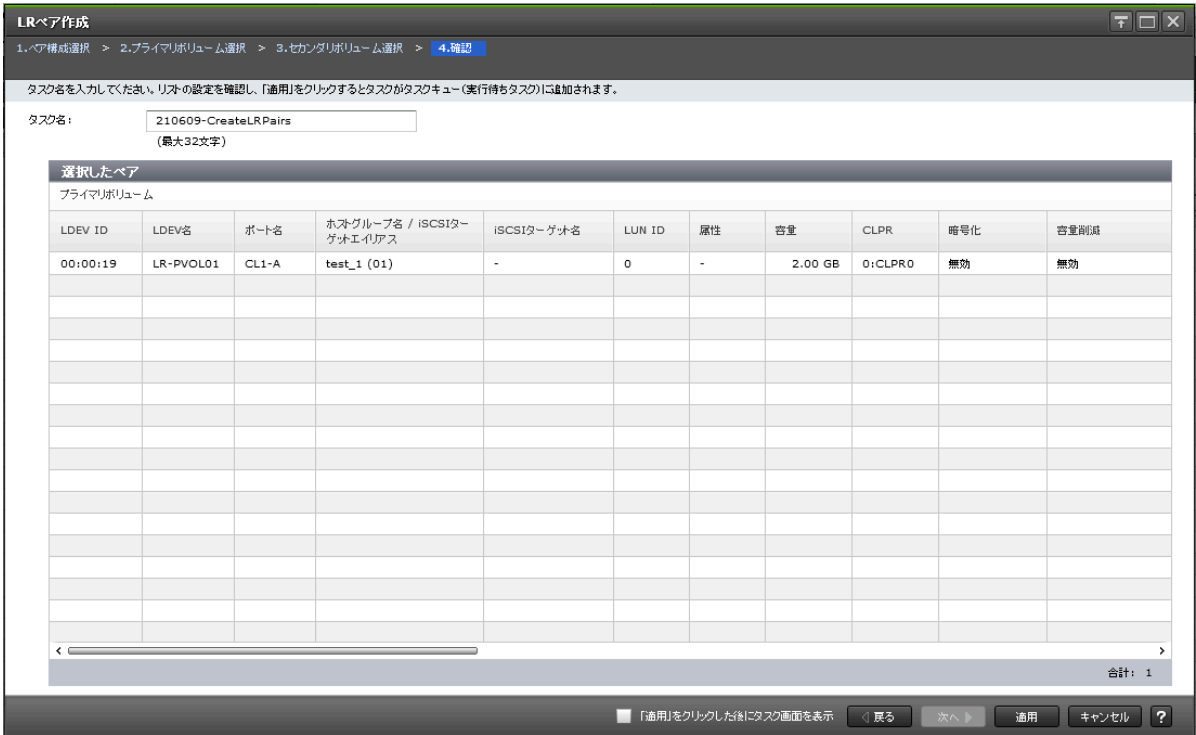 LRペア作成
1.ペア構成選択 > 2.プライマリボリューム選択 > 3.セカンダリボリューム選択 > 4.確認
タスク名を入力してください。リストの設定を確認し、「適用」をクリックするとタスクがタスクキュー(実行待ちタスク)に追加されます。
タスク名: 210609-CreateLRPairs
(最大32文字)
選択したペア
プライマリボリューム
LDEV ID LDEV名 ポート名 ホストグループ名 / iSCSIターゲットエイリアス iSCSIターゲット名 LUN ID 属性 容量 CLPR 暗号化 容量削減
00:00:19 LR-PVOL01 CL1-A test_1 (01) - 0 - 2.00 GB 0:CLPR0 無効 無効
合計: 1
「適用」をクリックした後にタスク画面を表示 戻る 次へ 適用 キャンセル ?